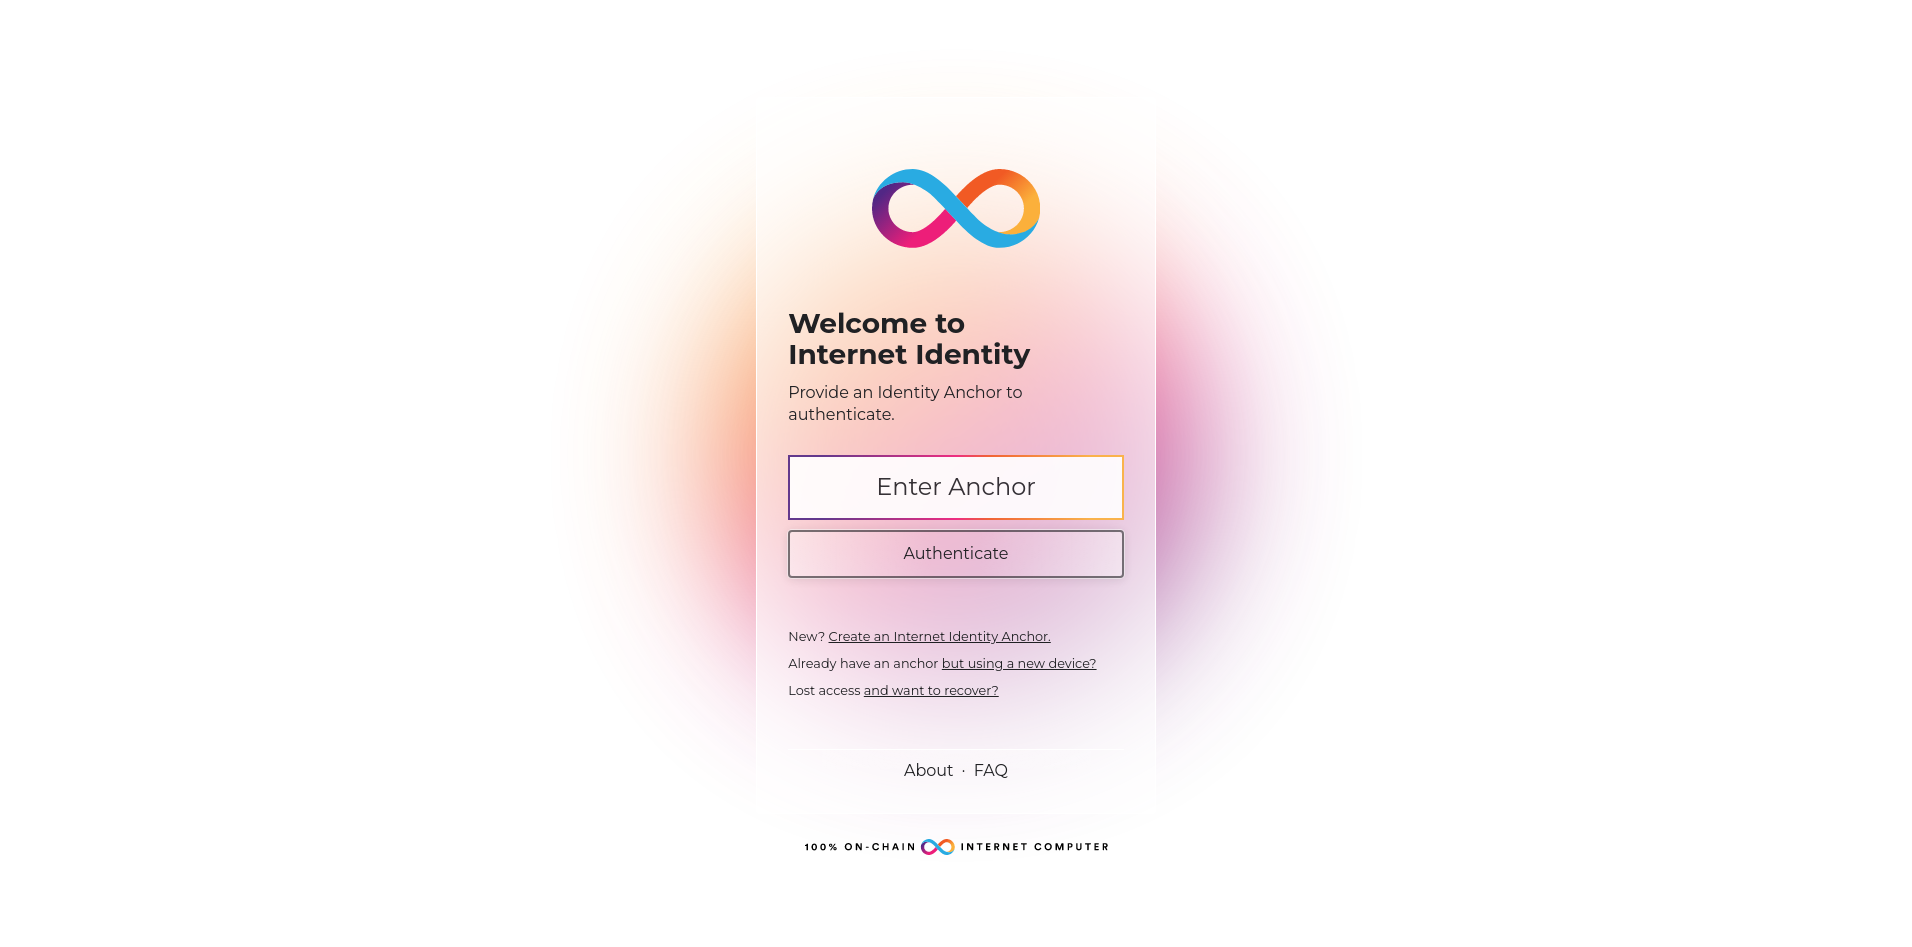 Welcome to
Internet Identity
Provide an Identity Anchor to
authenticate.
Enter Anchor
Authenticate
New? Create an Internet Identity Anchor.
Already have an anchor but using a new device?
Lost access and want to recover?
About · FAQ
100% ON-CHAIN INTERNET COMPUTER